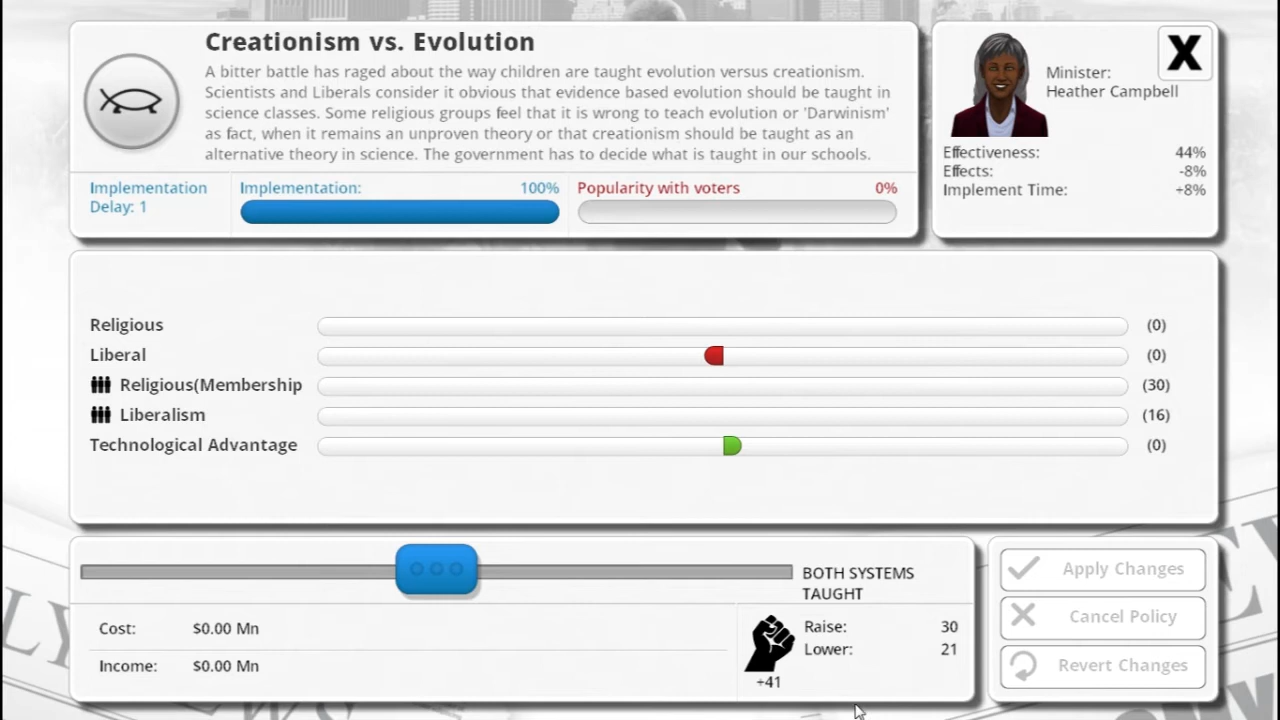 Creationism vs. Evolution
A bitter battle has raged about the way children are taught evolution versus creationism.
Scientists and Liberals consider it obvious that evidence based evolution should be taught in
science classes. Some religious groups feel that it is wrong to teach evolution or 'Darwinism'
as fact, when it remains an unproven theory or that creationism should be taught as an
alternative theory in science. The government has to decide what is taught in our schools.
Implementation
Delay: 1
Implementation: 100%
Popularity with voters 0%
X
Minister:
Heather Campbell
Effectiveness: 44%
Effects: -8%
Implement Time: +8%
Religious (0)
Liberal (0)
Religious(Membership (30)
Liberalism (16)
Technological Advantage (0)
BOTH SYSTEMS
TAUGHT
Cost: $0.00 Mn
Income: $0.00 Mn
+41
Raise: 30
Lower: 21
Apply Changes
Cancel Policy
Revert Changes